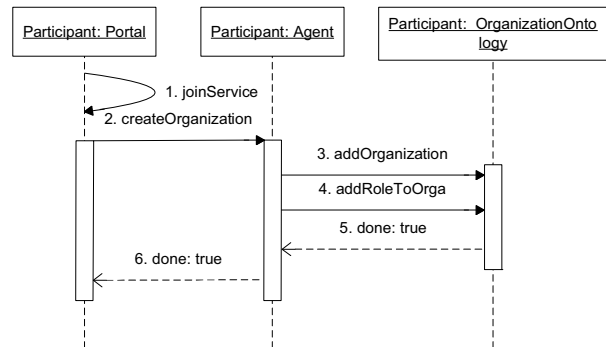 Participant: Portal
Participant: Agent
Participant: OrganizationOnto
logy
1. joinService
2. createOrganization
3. addOrganization
4. addRoleToOrga
5. done: true
6. done: true